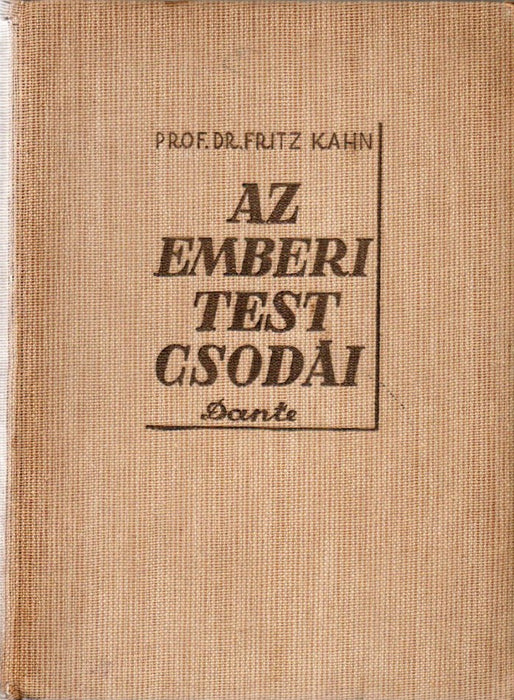 PROF. DR. FRITZ KAHN
AZ
EMBERI
TEST
CSODÁI
Dante